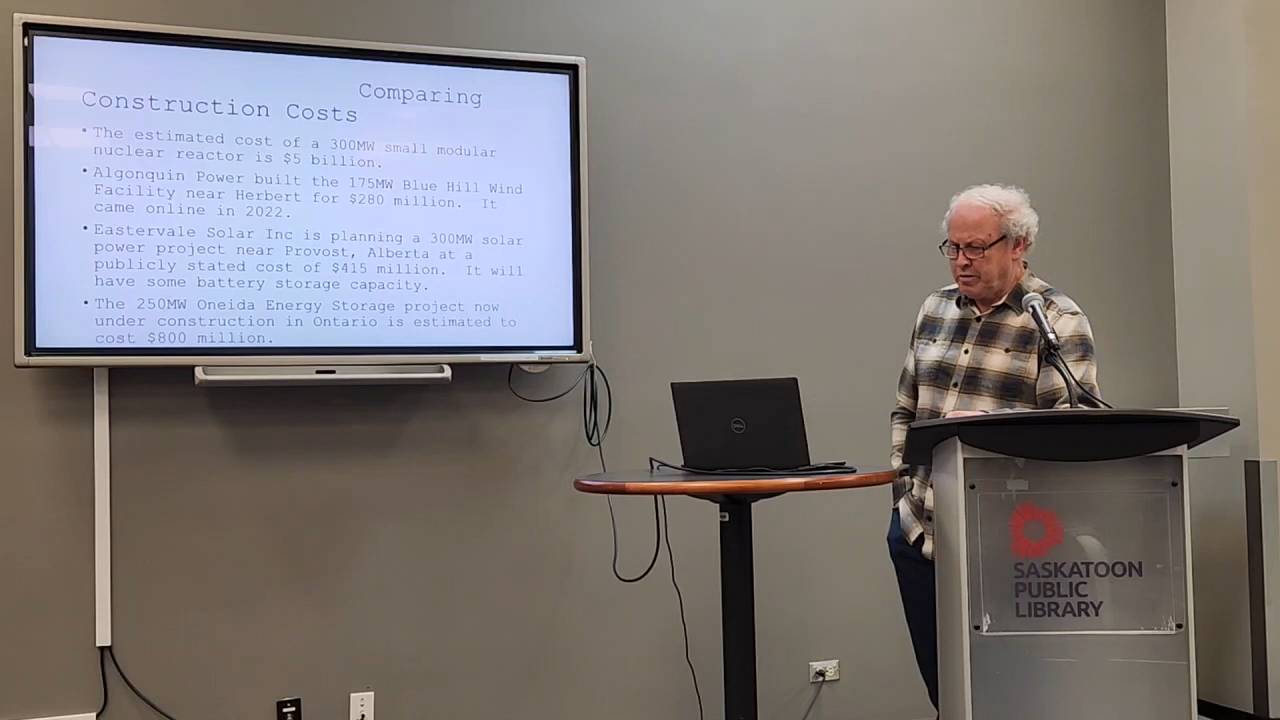 Comparing
Construction Costs
•The estimated cost of a 300MW small modular
nuclear reactor is $5 billion.
•Algonquin Power built the 175MW Blue Hill Wind
Facility near Herbert for $280 million. It
came online in 2022.
•Eastervale Solar Inc is planning a 300MW solar
power project near Provost, Alberta at a
publicly stated cost of $415 million. It will
have some battery storage capacity.
•The 250MW Oneida Energy Storage project now
under construction in Ontario is estimated to
cost $800 million.
DELL
SASKATOON
PUBLIC
LIBRARY